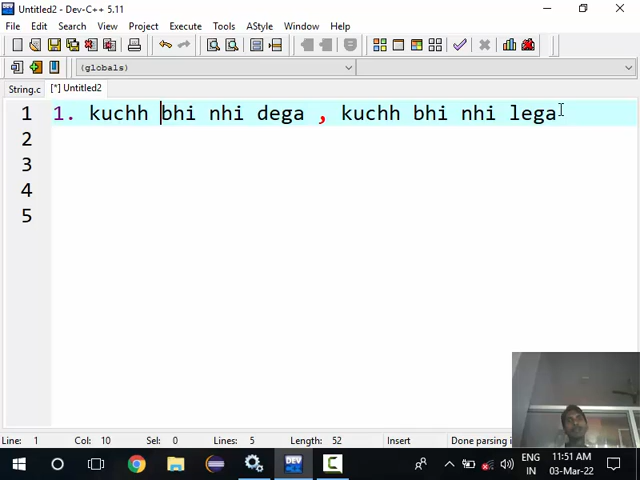 Untitled2 - Dev-C++ 5.11
File Edit Search View Project Execute Tools AStyle Window Help
(globals)
String.c [*] Untitled2
1 1. kuchh bhi nhi dega , kuchh bhi nhi lega
2
3
4
5
Line: 1 Col: 10 Sel: 0 Lines: 5 Length: 52 Insert Done parsing i
DEV
ENG 11:51 AM
IN 03-Mar-22